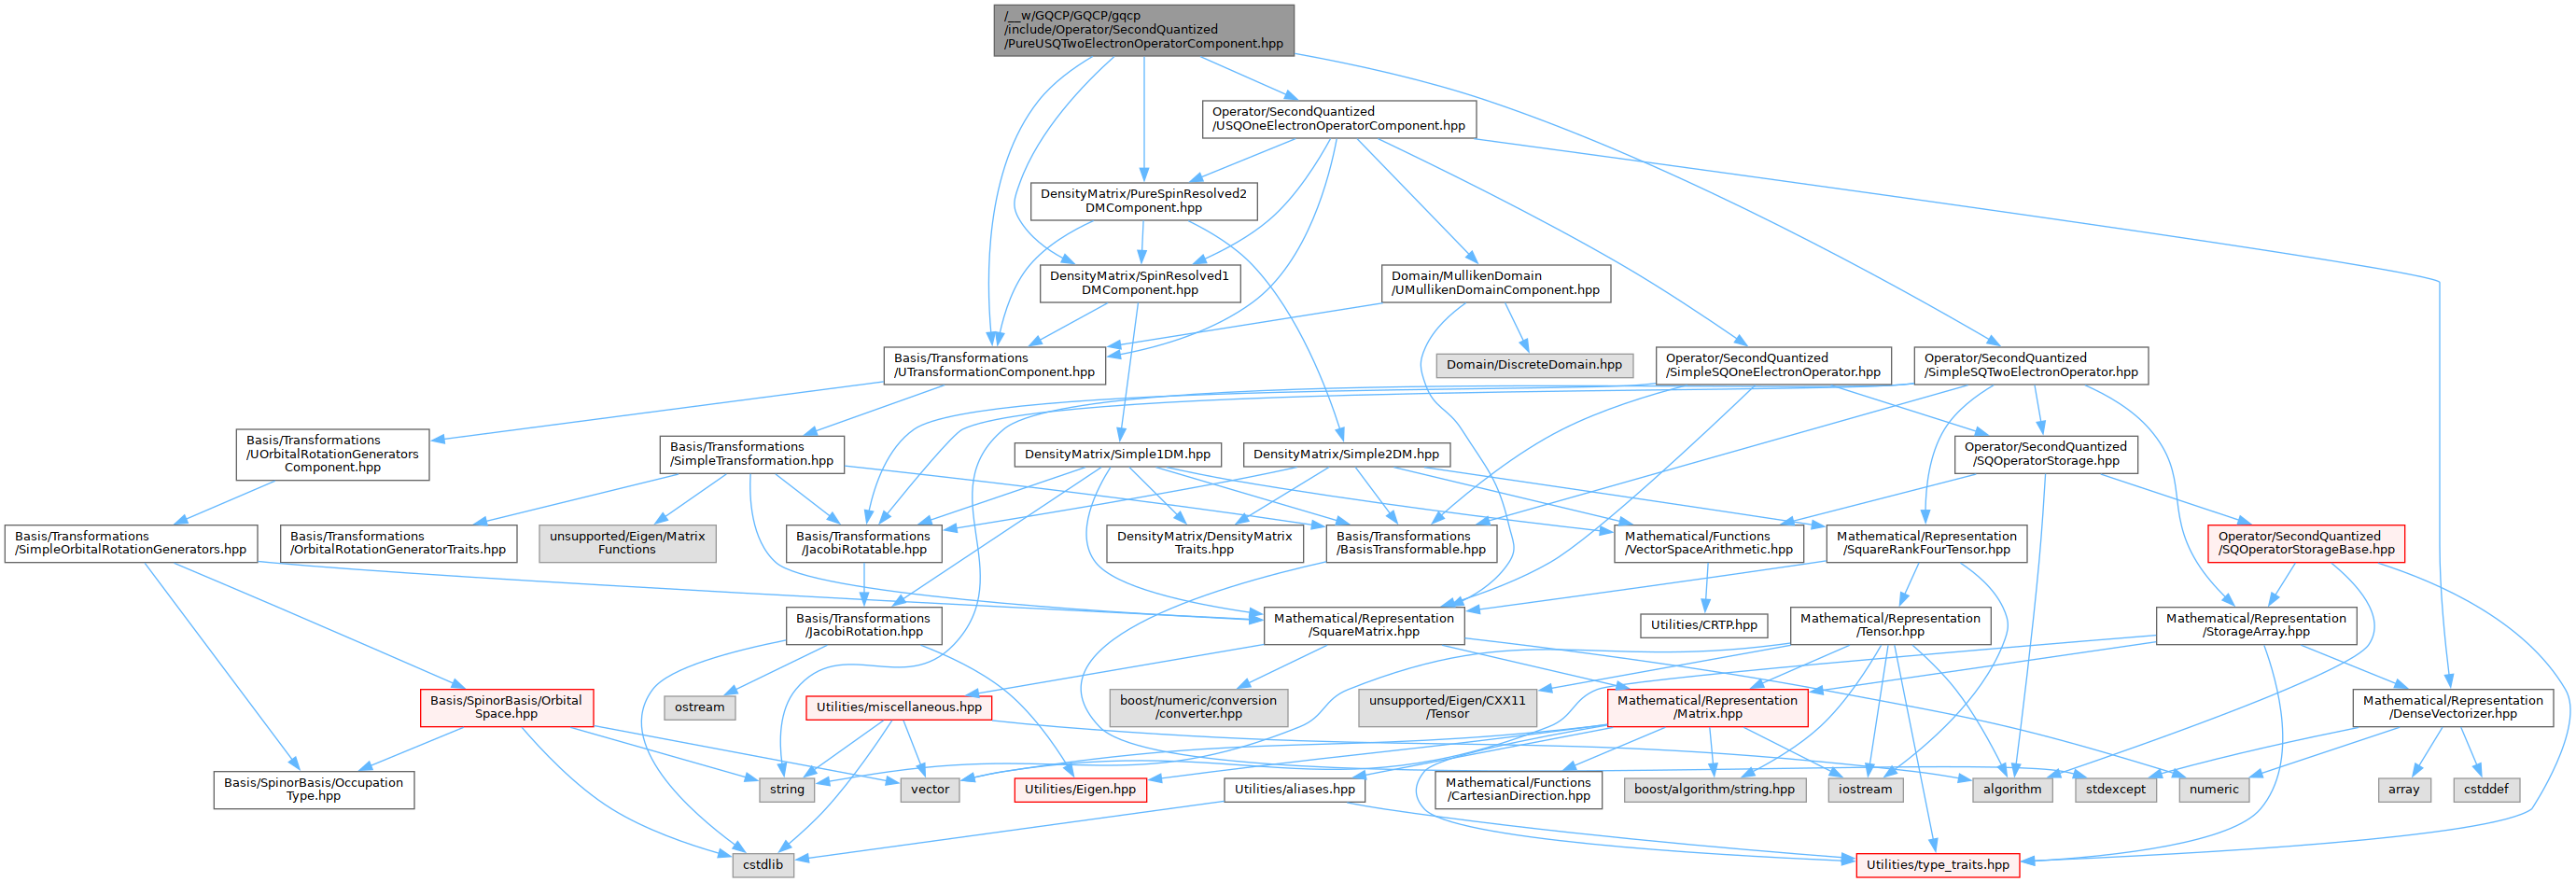 /__w/GQCP/GQCP/gqcp
/include/Operator/SecondQuantized
/PureUSQTwoElectronOperatorComponent.hpp
Operator/SecondQuantized
/USQOneElectronOperatorComponent.hpp
DensityMatrix/PureSpinResolved2
DMComponent.hpp
DensityMatrix/SpinResolved1
DMComponent.hpp
Domain/MullikenDomain
/UMullikenDomainComponent.hpp
Basis/Transformations
/UTransformationComponent.hpp
Domain/DiscreteDomain.hpp
Operator/SecondQuantized
/SimpleSQOneElectronOperator.hpp
Operator/SecondQuantized
/SimpleSQTwoElectronOperator.hpp
Basis/Transformations
/UOrbitalRotationGenerators
Component.hpp
Basis/Transformations
/SimpleTransformation.hpp
DensityMatrix/Simple1DM.hpp
DensityMatrix/Simple2DM.hpp
Operator/SecondQuantized
/SQOperatorStorage.hpp
Basis/Transformations
/SimpleOrbitalRotationGenerators.hpp
Basis/Transformations
/OrbitalRotationGeneratorTraits.hpp
unsupported/Eigen/Matrix
Functions
Basis/Transformations
/JacobiRotatable.hpp
DensityMatrix/DensityMatrix
Traits.hpp
Basis/Transformations
/BasisTransformable.hpp
Mathematical/Functions
/VectorSpaceArithmetic.hpp
Mathematical/Representation
/SquareRankFourTensor.hpp
Operator/SecondQuantized
/SQOperatorStorageBase.hpp
Basis/Transformations
/JacobiRotation.hpp
Mathematical/Representation
/SquareMatrix.hpp
Utilities/CRTP.hpp
Mathematical/Representation
/Tensor.hpp
Mathematical/Representation
/StorageArray.hpp
Basis/SpinorBasis/Orbital
Space.hpp
ostream
Utilities/miscellaneous.hpp
boost/numeric/conversion
/converter.hpp
unsupported/Eigen/CXX11
/Tensor
Mathematical/Representation
/Matrix.hpp
Mathematical/Representation
/DenseVectorizer.hpp
Basis/SpinorBasis/Occupation
Type.hpp
string
vector
Utilities/Eigen.hpp
Utilities/aliases.hpp
Mathematical/Functions
/CartesianDirection.hpp
boost/algorithm/string.hpp
iostream
algorithm
stdexcept
numeric
array
cstddef
cstdlib
Utilities/type_traits.hpp